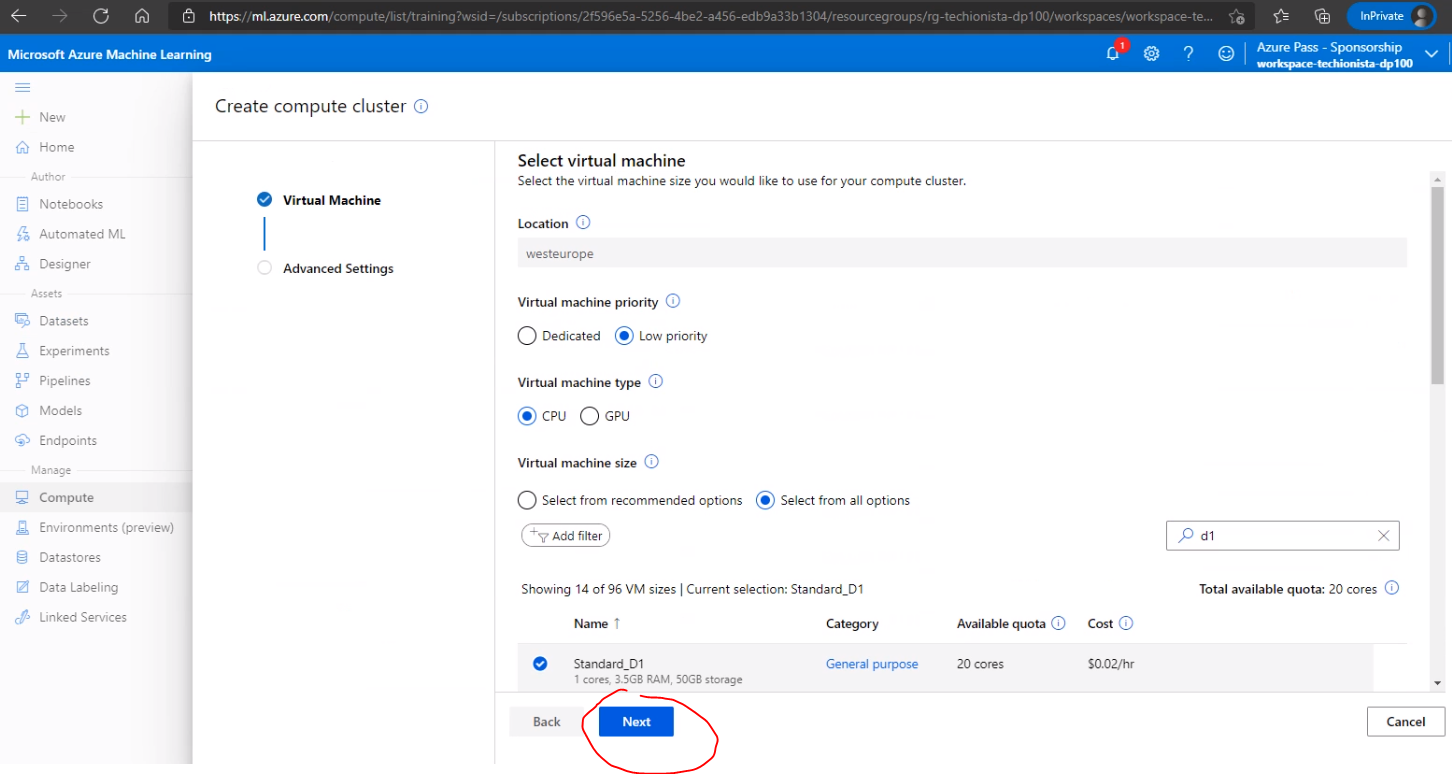 https://ml.azure.com/compute/list/training?wsid=/subscriptions/2f596e5a-5256-4be2-a456-edb9a33b1304/resourcegroups/rg-techionista-dp100/workspaces/workspace-te...
InPrivate
Microsoft Azure Machine Learning
1
Azure Pass - Sponsorship
workspace-techionista-dp100
New
Home
Author
Notebooks
Automated ML
Designer
Assets
Datasets
Experiments
Pipelines
Models
Endpoints
Manage
Compute
Environments (preview)
Datastores
Data Labeling
Linked Services
Create compute cluster
Virtual Machine
Advanced Settings
Select virtual machine
Select the virtual machine size you would like to use for your compute cluster.
Location
westeurope
Virtual machine priority
Dedicated Low priority
Virtual machine type
CPU GPU
Virtual machine size
Select from recommended options Select from all options
Add filter
d1
Showing 14 of 96 VM sizes | Current selection: Standard_D1
Total available quota: 20 cores
Name ↑ Category Available quota Cost
Standard_D1 General purpose 20 cores $0.02/hr
1 cores, 3.5GB RAM, 50GB storage
Back Next Cancel